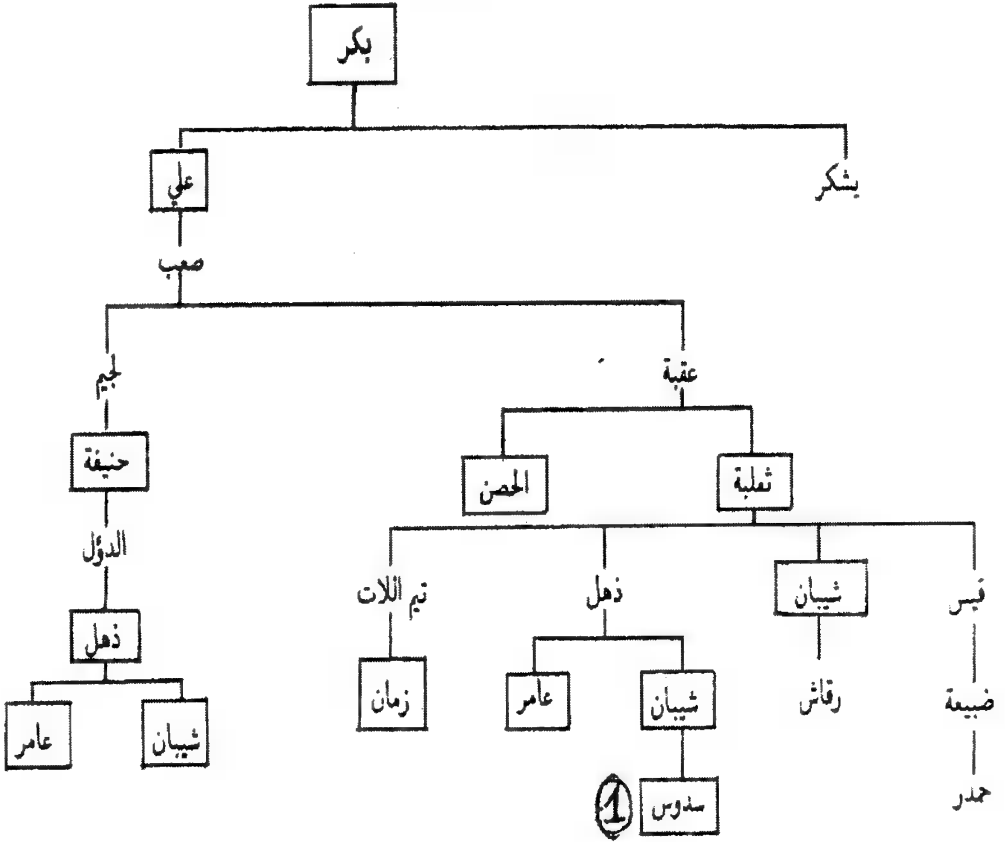 بكر
يشكر
علي
صعب
عقبة
لجيم
ثعلبة
الحصن
حنيفة
الدؤل
قيس
شيبان
ذهل
تيم اللات
ذهل
ضبيعة
رقاش
شيبان
عامر
زمان
شيبان
عامر
حمدر
سدوس
1